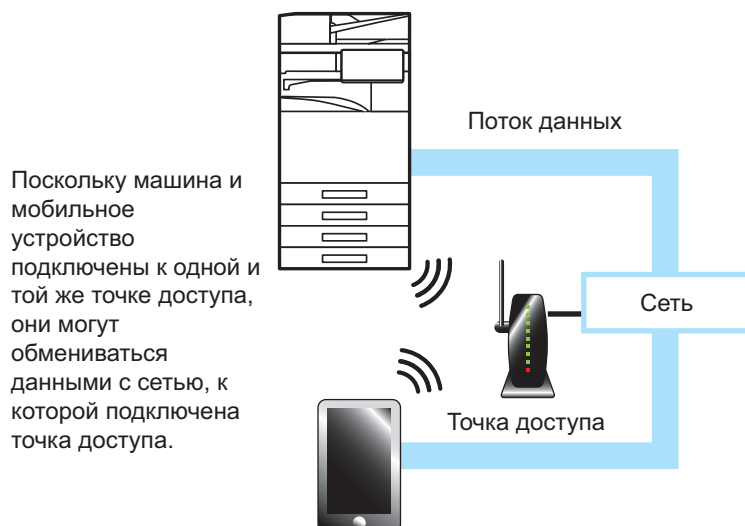 Поток данных
Поскольку машина и
мобильное
устройство
подключены к одной и
той же точке доступа,
они могут
обмениваться
данными с сетью, к
которой подключена
точка доступа.
Сеть
Точка доступа